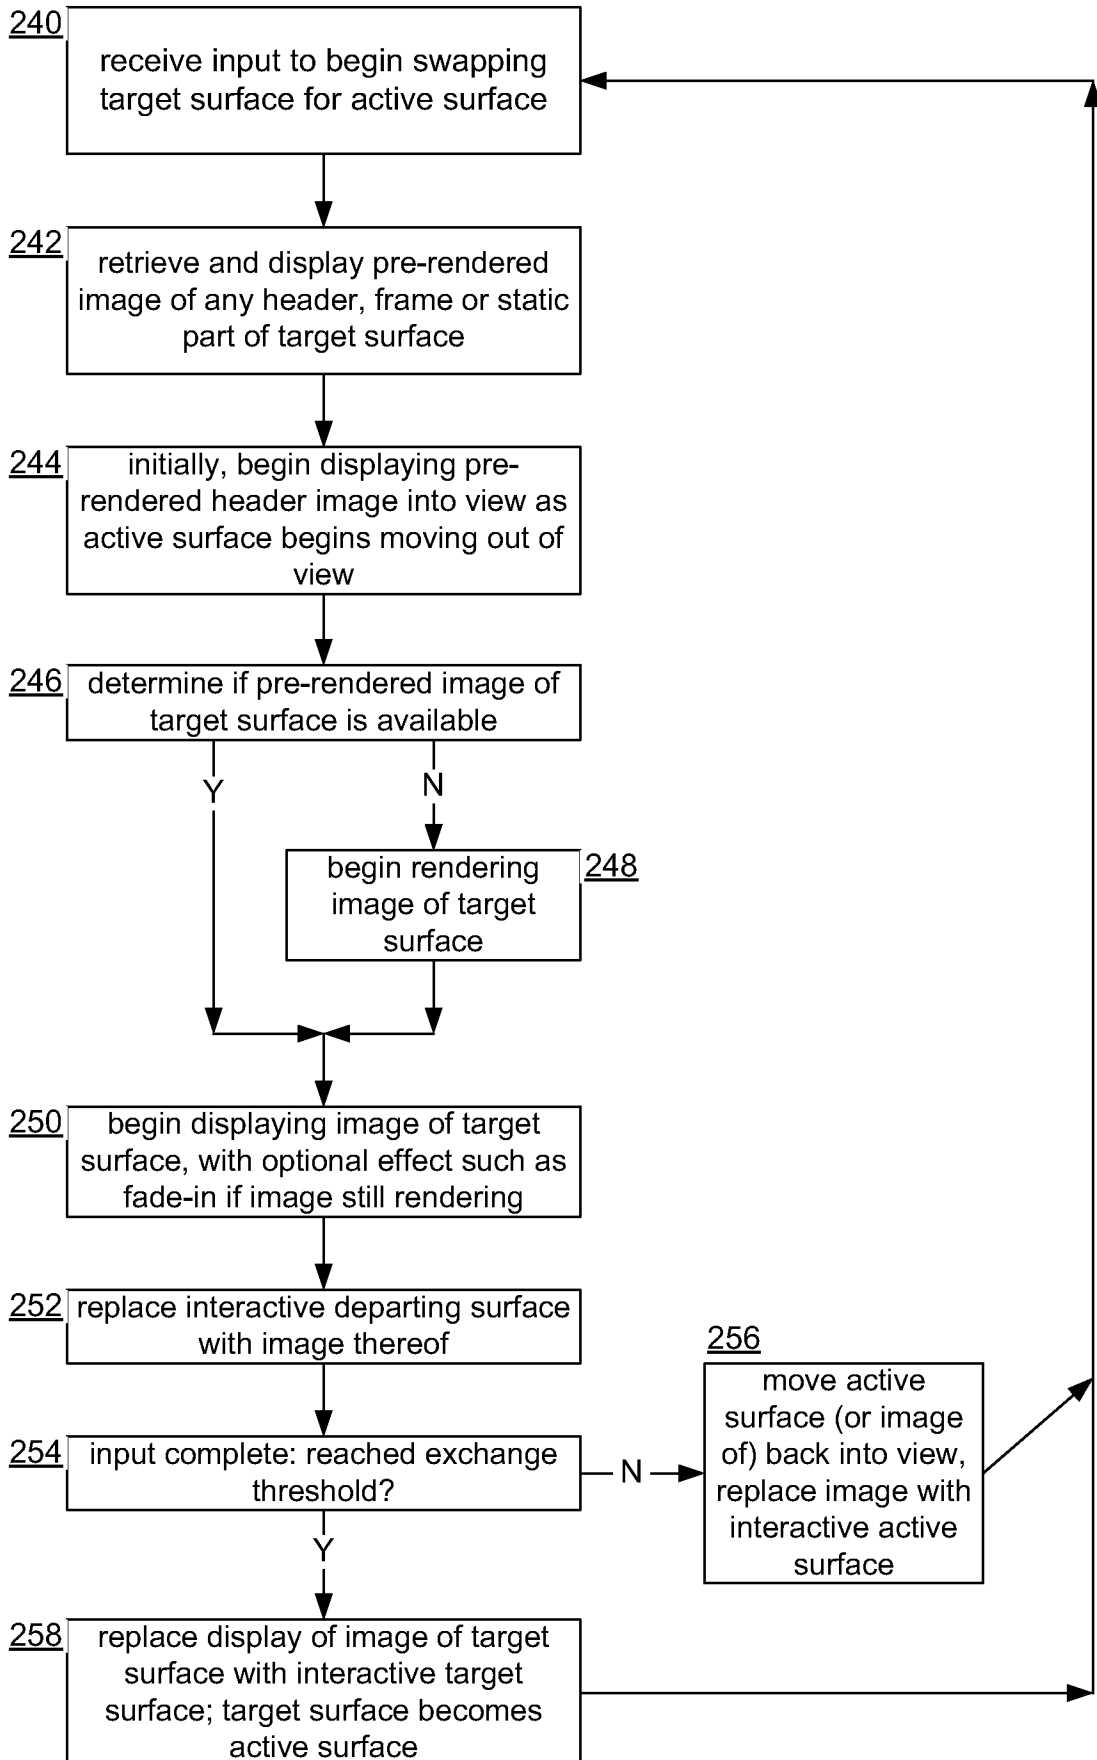 240
receive input to begin swapping
target surface for active surface
242
retrieve and display pre-rendered
image of any header, frame or static
part of target surface
244
initially, begin displaying pre-
rendered header image into view as
active surface begins moving out of
view
246
determine if pre-rendered image of
target surface is available
Y
N
begin rendering
image of target
surface
248
250
begin displaying image of target
surface, with optional effect such as
fade-in if image still rendering
252
replace interactive departing surface
with image thereof
254
input complete: reached exchange
threshold?
N
256
move active
surface (or image
of) back into view,
replace image with
interactive active
surface
Y
258
replace display of image of target
surface with interactive target
surface; target surface becomes
active surface